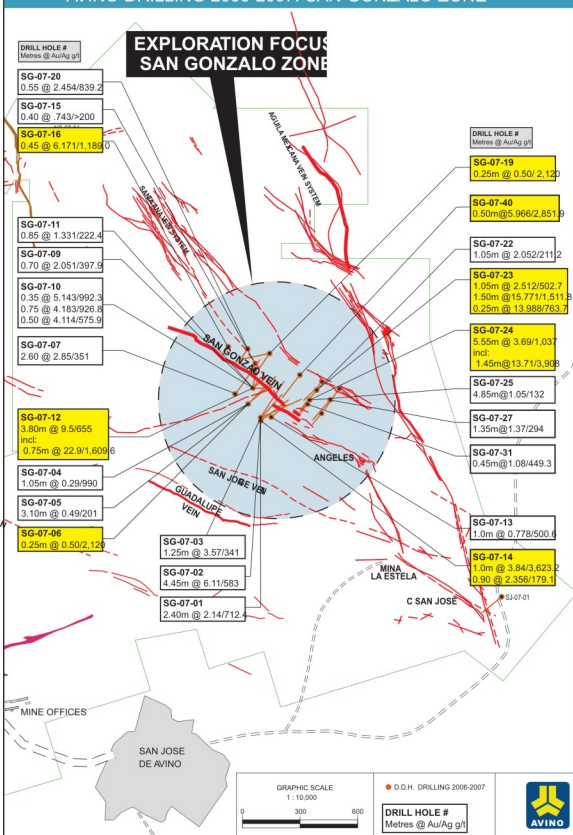 AVINO DRILLING 2006-2007: SAN GONZALO ZONE
EXPLORATION FOCUS
SAN GONZALO ZONE
DRILL HOLE #
Metres @ Au/Ag g/t
SG-07-20
0.55 @ 2.454/839.2
SG-07-15
0.40 @ .743/>200
SG-07-16
0.45 @ 6.171/1,189.0
SG-07-11
0.85 @ 1.331/222.4
SG-07-09
0.70 @ 2.051/397.9
SG-07-10
0.35 @ 5.143/992.3
0.75 @ 4.183/926.8
0.50 @ 4.114/575.9
SG-07-07
2.60 @ 2.85/351
SG-07-12
3.80m @ 9.5/655
incl:
0.75m @ 22.9/1,609.6
SG-07-04
1.05m @ 0.29/990
SG-07-05
3.10m @ 0.49/201
SG-07-06
0.25m @ 0.50/2,120
SG-07-03
1.25m @ 3.57/341
SG-07-02
4.45m @ 6.11/583
SG-07-01
2.40m @ 2.14/712.4
AGUILA MEXICANA VEIN SYSTEM
SANTA ANA VEIN SYSTEM
SAN GONZALO VEIN
ANGELES
SAN JOSE VEIN
GUADALUPE
VEIN
MINA
LA ESTELA
C SAN JOSE
SJ-07-01
DRILL HOLE #
Metres @ Au/Ag g/t
SG-07-19
0.25m @ 0.50/ 2,120
SG-07-40
0.50m@5.966/2,851.9
SG-07-22
1.05m @ 2.052/211.2
SG-07-23
1.05m @ 2.512/502.7
1.50m @15.771/1,511.8
0.25m @ 13.988/763.7
SG-07-24
5.55m @ 3.69/1,037
incl:
1.45m@13.71/3,908
SG-07-25
4.85m@1.05/132
SG-07-27
1.35m@1.37/294
SG-07-31
0.45m@1.08/449.3
SG-07-13
1.0m @ 0.778/500.6
SG-07-14
1.0m @ 3.84/3,623.2
0.90 @ 2.356/179.1
MINE OFFICES
SAN JOSE
DE AVINO
GRAPHIC SCALE
1 : 10,000
0 300 600
D.D.H. DRILLING 2006-2007
DRILL HOLE #
Metres @ Au/Ag g/t
AVINO